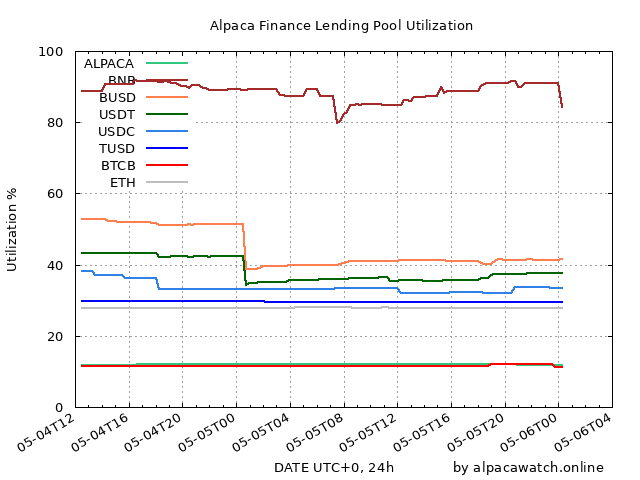 Alpaca Finance Lending Pool Utilization
100
80
60
40
20
0
Utilization %
ALPACA
BNB
BUSD
USDT
USDC
TUSD
BTCB
ETH
05-04T12
05-04T16
05-04T20
05-05T00
05-05T04
05-05T08
05-05T12
05-05T16
05-05T20
05-06T00
05-06T04
DATE UTC+0, 24h
by alpacawatch.online